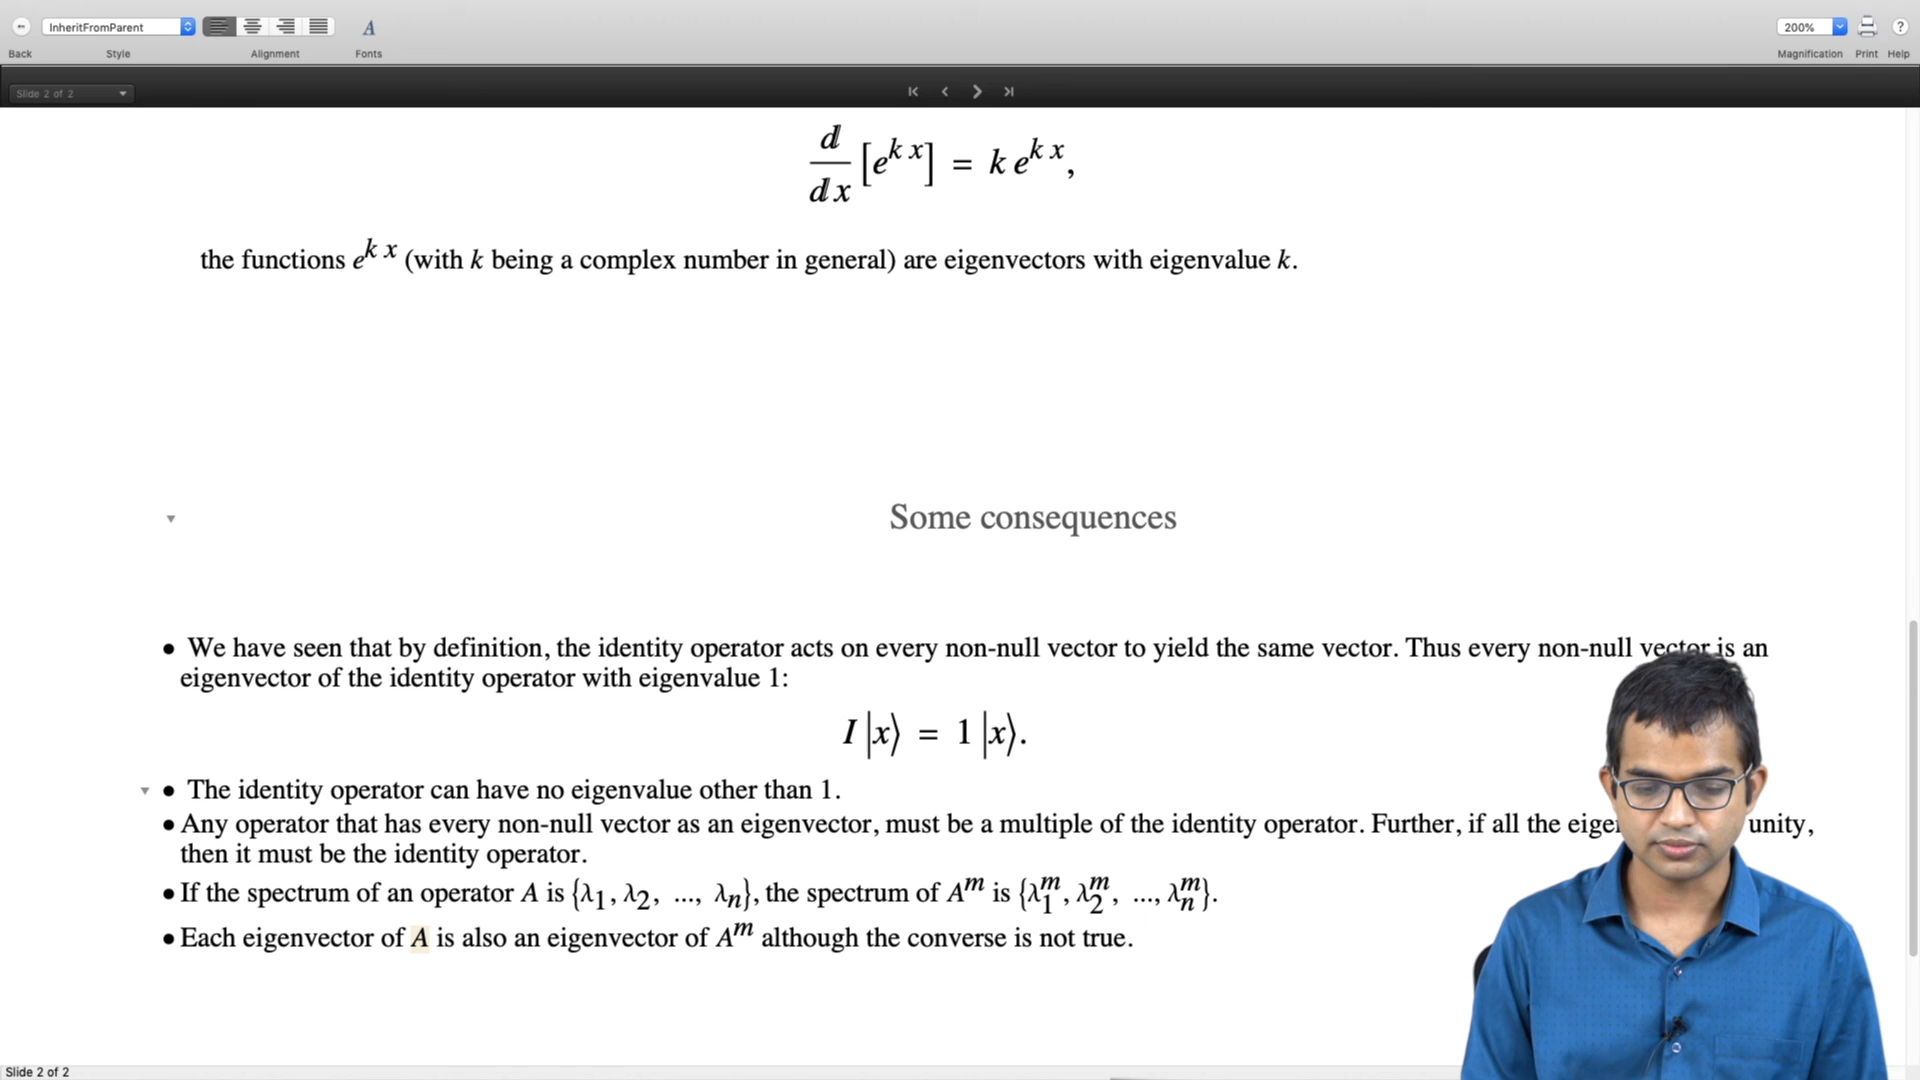 InheritFromParent
200%
Back
Style
Alignment
Fonts
Magnification
Print
Help
Slide 2 of 2
d/dx [e^{k x}] = k e^{k x},
the functions e^{k x} (with k being a complex number in general) are eigenvectors with eigenvalue k.
Some consequences
• We have seen that by definition, the identity operator acts on every non-null vector to yield the same vector. Thus every non-null vector is an
eigenvector of the identity operator with eigenvalue 1:
I |x⟩ = 1 |x⟩.
• The identity operator can have no eigenvalue other than 1.
• Any operator that has every non-null vector as an eigenvector, must be a multiple of the identity operator. Further, if all the unity,
then it must be the identity operator.
• If the spectrum of an operator A is {λ₁, λ₂, ..., λₙ}, the spectrum of A^m is {λ₁^m, λ₂^m, ..., λₙ^m}.
• Each eigenvector of A is also an eigenvector of A^m although the converse is not true.
Slide 2 of 2